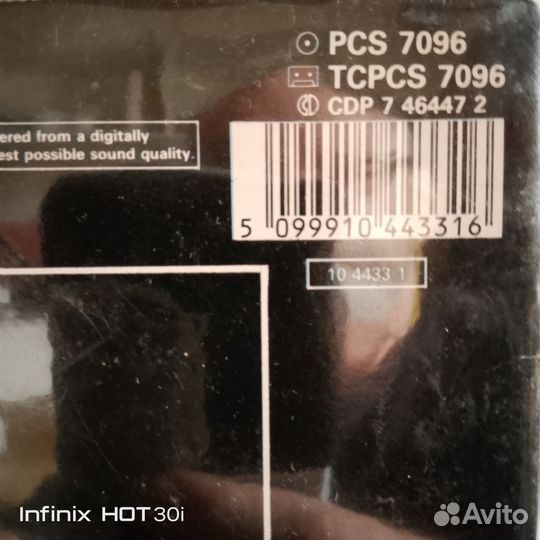 PCS 7096
TCPCS 7096
CDP 7 46447 2
ered from a digitally
est possible sound quality.
5 099910 443316
10 4433 1
Infinix HOT 30i
Avito